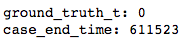 ground_truth_t: 0
case_end_time: 611523